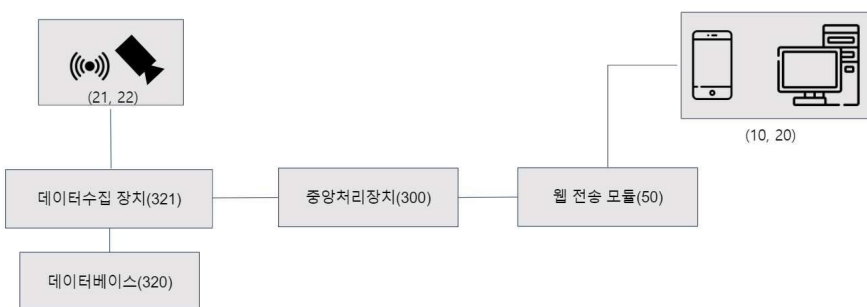 (21, 22)
(10, 20)
데이터수집 장치(321)
중앙처리장치(300)
웹 전송 모듈(50)
데이터베이스(320)